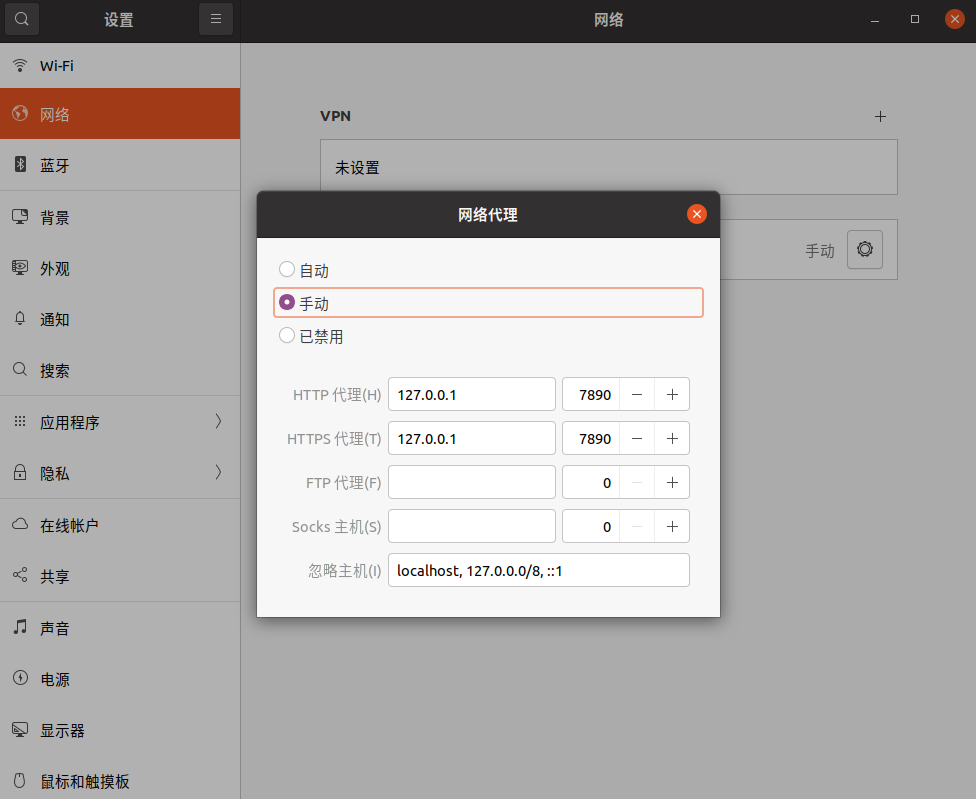 设置
网络
Wi-Fi
网络
蓝牙
背景
外观
通知
搜索
应用程序
隐私
在线帐户
共享
声音
电源
显示器
鼠标和触摸板
VPN
未设置
手动
网络代理
自动
手动
已禁用
HTTP 代理(H) 127.0.0.1 7890
HTTPS 代理(T) 127.0.0.1 7890
FTP 代理(F) 0
Socks 主机(S) 0
忽略主机(I) localhost, 127.0.0.0/8, ::1